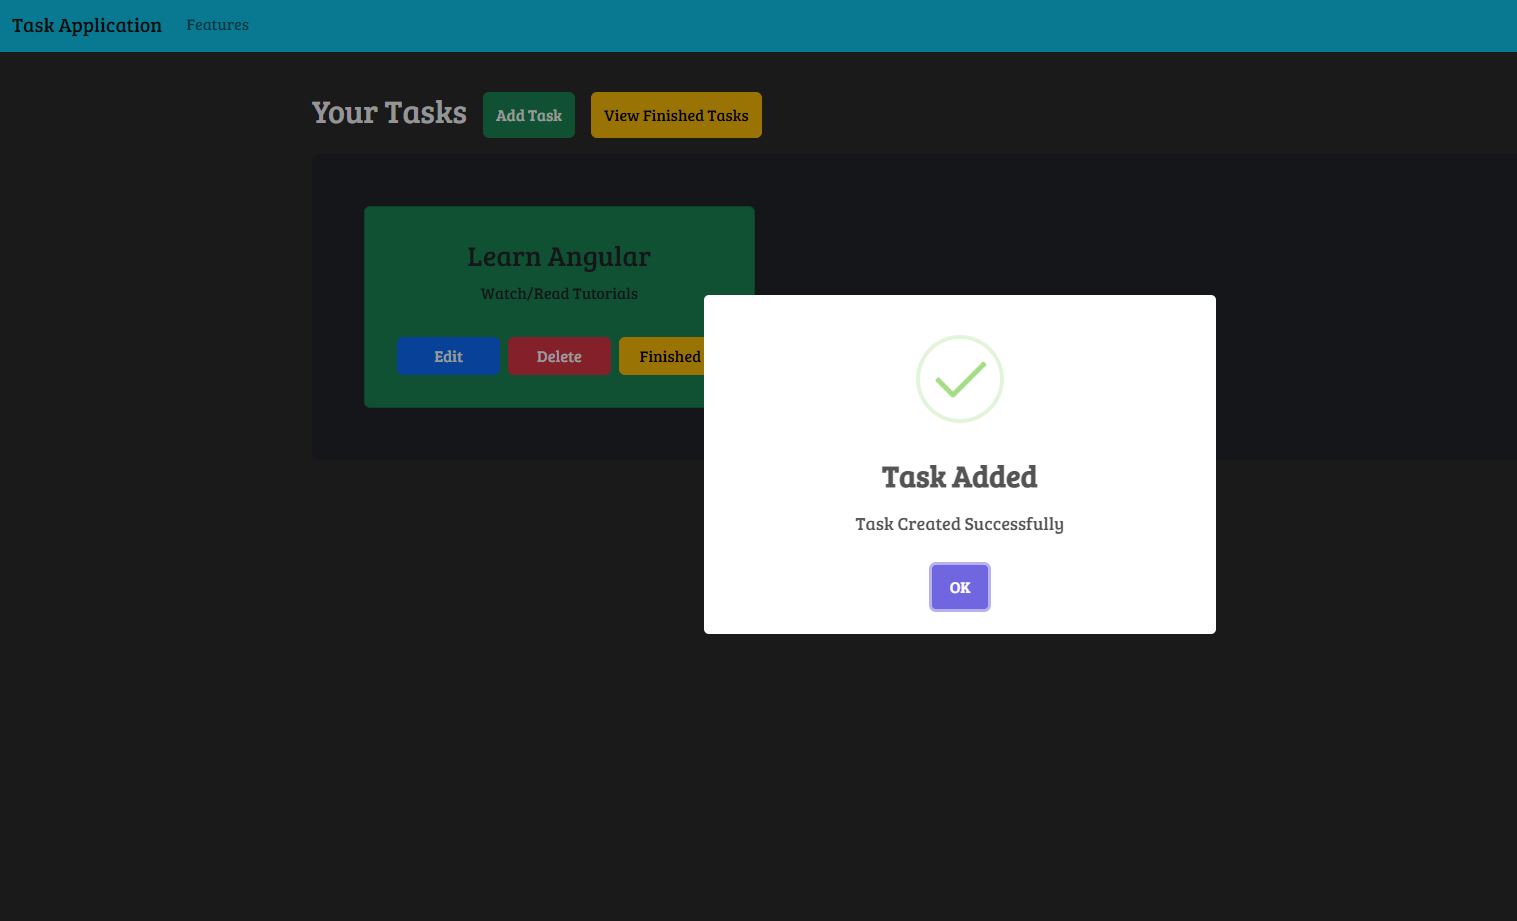 Task Application Features
Your Tasks Add Task View Finished Tasks
Learn Angular
Watch/Read Tutorials
Edit Delete Finished
Task Added
Task Created Successfully
OK